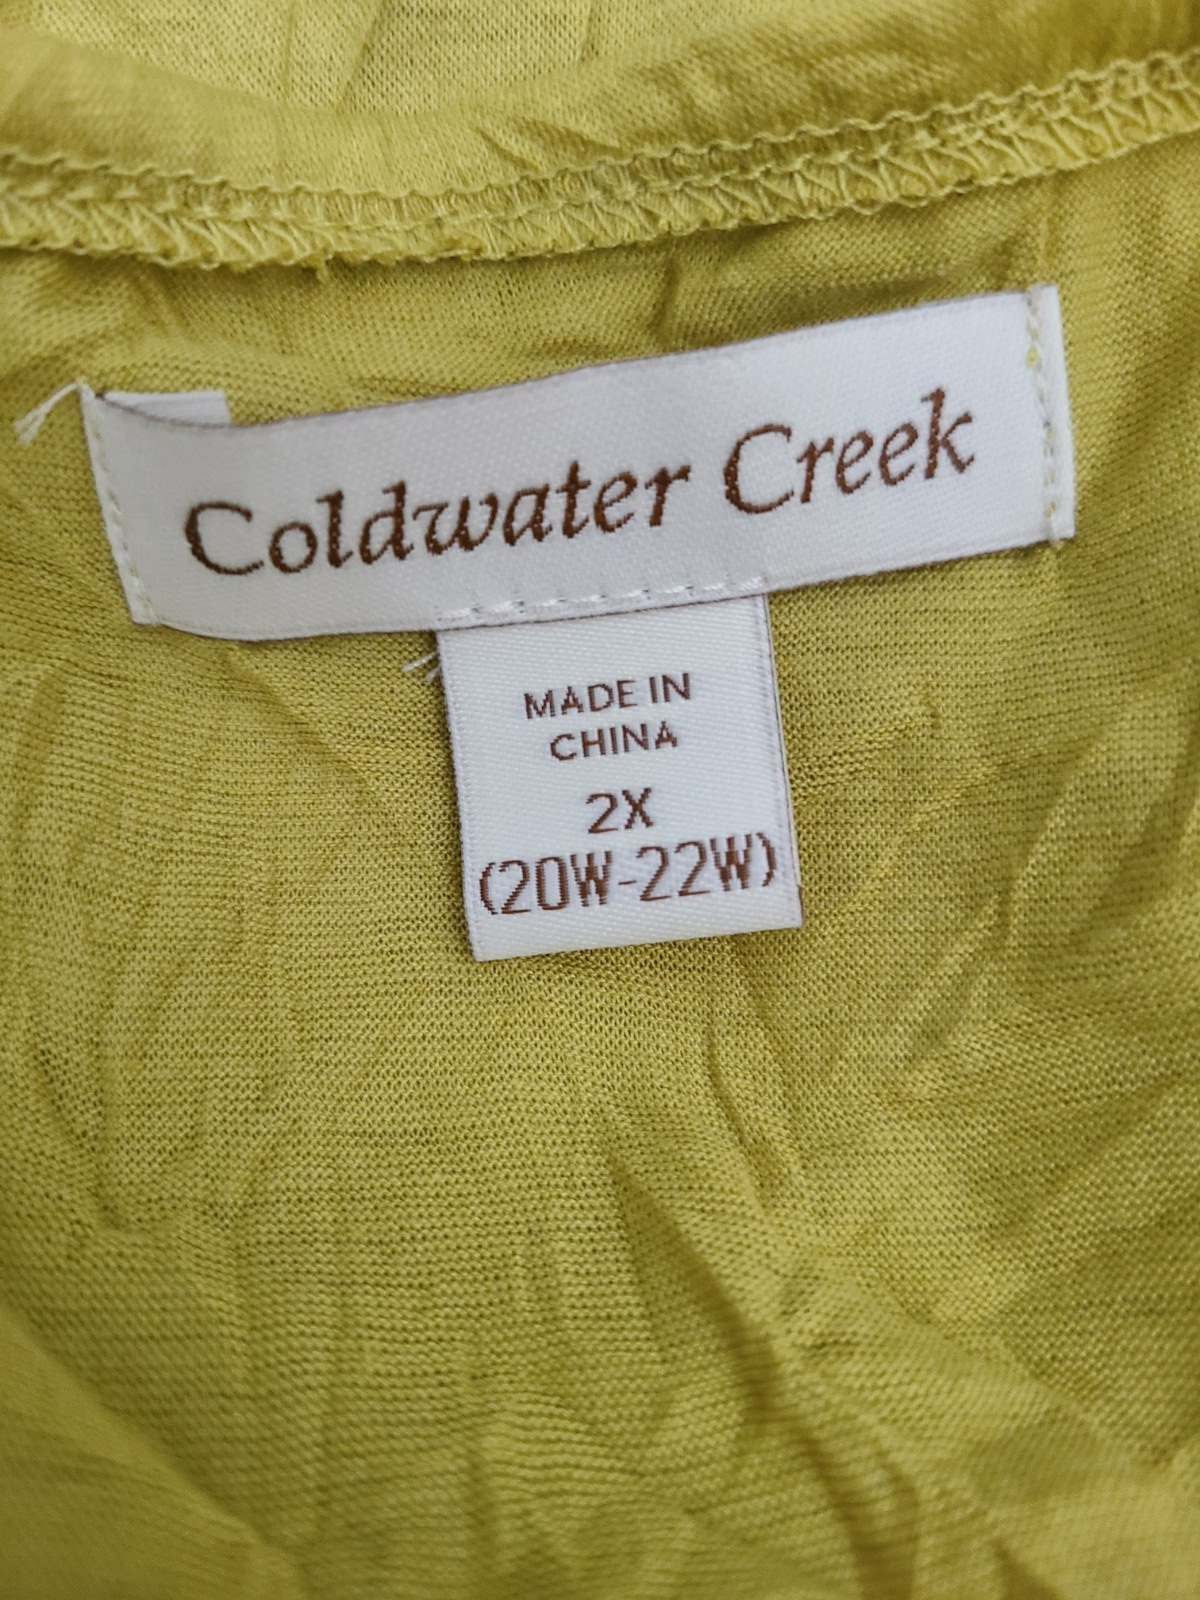 Coldwater Creek
MADE IN
CHINA
2X
(20W-22W)